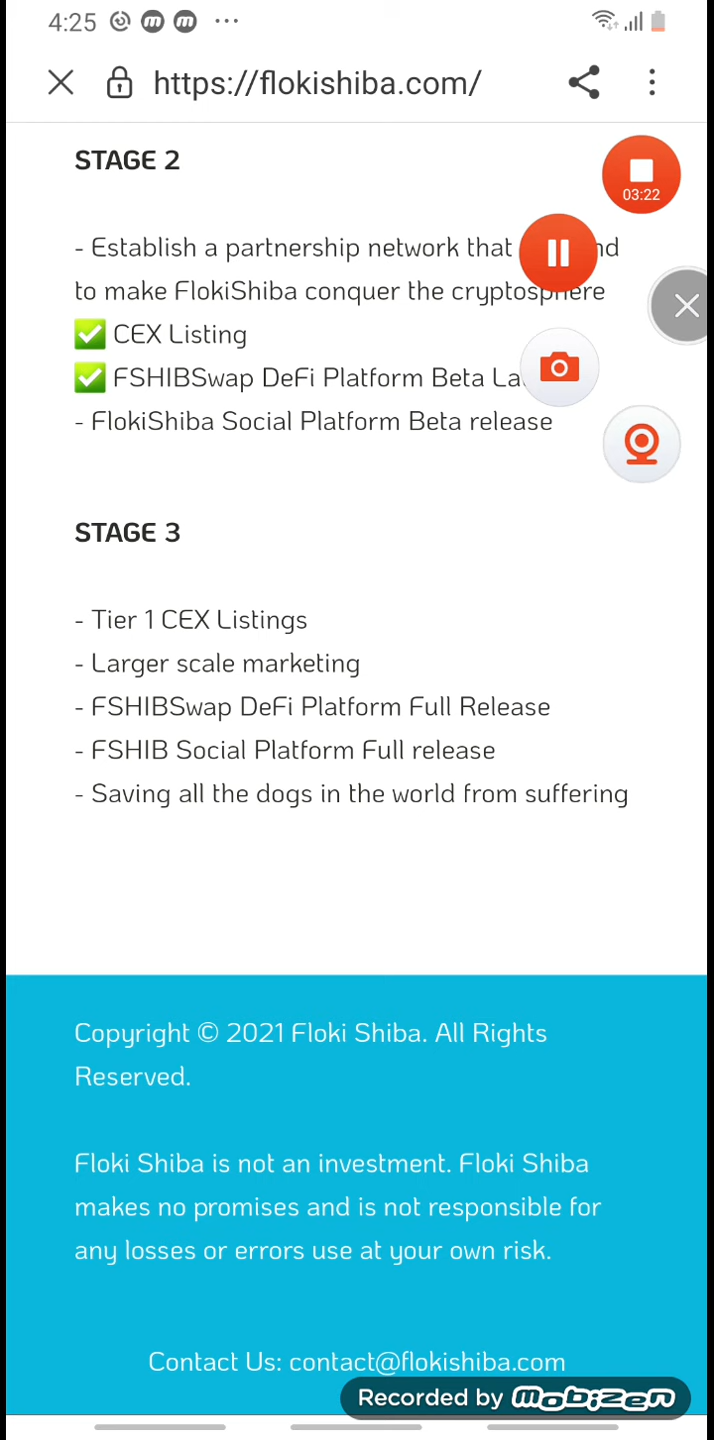 4:25
https://flokishiba.com/
STAGE 2
03:22
- Establish a partnership network that
to make FlokiShiba conquer the cryptosphere
✅ CEX Listing
✅ FSHIBSwap DeFi Platform Beta
- FlokiShiba Social Platform Beta release
STAGE 3
- Tier 1 CEX Listings
- Larger scale marketing
- FSHIBSwap DeFi Platform Full Release
- FSHIB Social Platform Full release
- Saving all the dogs in the world from suffering
Copyright © 2021 Floki Shiba. All Rights
Reserved.
Floki Shiba is not an investment. Floki Shiba
makes no promises and is not responsible for
any losses or errors use at your own risk.
Contact Us: contact@flokishiba.com
Recorded by mobizen